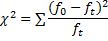 χ² = Σ (f₀ − fₜ)² / fₜ